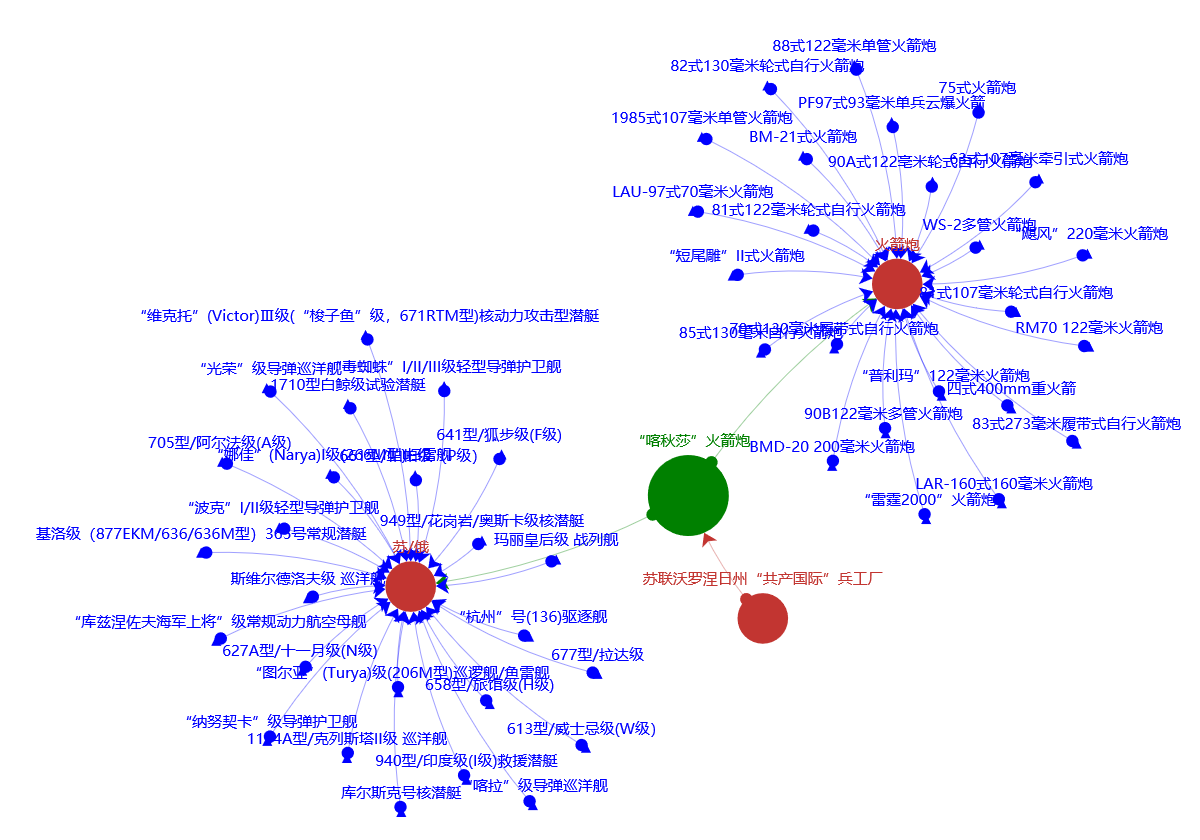 88式122毫米单管火箭炮
82式130毫米轮式自行火箭炮
75式火箭炮
PF97式93毫米单兵云爆火箭
1985式107毫米单管火箭炮
BM-21式火箭炮
90A式122毫米轮式自行火箭炮
63式107毫米牵引式火箭炮
LAU-97式70毫米火箭炮
81式122毫米轮式自行火箭炮
WS-2多管火箭炮
飓风”220毫米火箭炮
火箭炮
“短尾雕”II式火箭炮
81式107毫米轮式自行火箭炮
“维克托”(Victor)Ⅲ级(“梭子鱼”级，671RTM型)核动力攻击型潜艇
RM70 122毫米火箭炮
85式130毫米自行火箭炮
70式130毫米履带式自行火箭炮
“光荣”级导弹巡洋舰
“毒蜘蛛”I/II/III级轻型导弹护卫舰
1710型白鲸级试验潜艇
“普利玛”122毫米火箭炮
四式400mm重火箭
90B122毫米多管火箭炮
83式273毫米履带式自行火箭炮
705型/阿尔法级(A级)
641型/狐步级(F级)
“喀秋莎”火箭炮
BMD-20 200毫米火箭炮
“娜佳”(Narya)I级(266M型)扫雷舰
LAR-160式160毫米火箭炮
“雷霆2000”火箭炮
“波克”I/II级轻型导弹护卫舰
949型/花岗岩/奥斯卡级核潜艇
基洛级（877EKM/636/636M型）365号常规潜艇
玛丽皇后级 战列舰
苏/俄
斯维尔德洛夫级 巡洋舰
苏联沃罗涅日州“共产国际”兵工厂
“库兹涅佐夫海军上将”级常规动力航空母舰
“杭州”号(136)驱逐舰
627A型/十一月级(N级)
677型/拉达级
“图尔亚”(Turya)级(206M型)巡逻舰/鱼雷舰
658型/旅馆级(H级)
“纳努契卡”级导弹护卫舰
613型/威士忌级(W级)
1134A型/克列斯塔II级 巡洋舰
940型/印度级(I级)救援潜艇
“喀拉”级导弹巡洋舰
库尔斯克号核潜艇